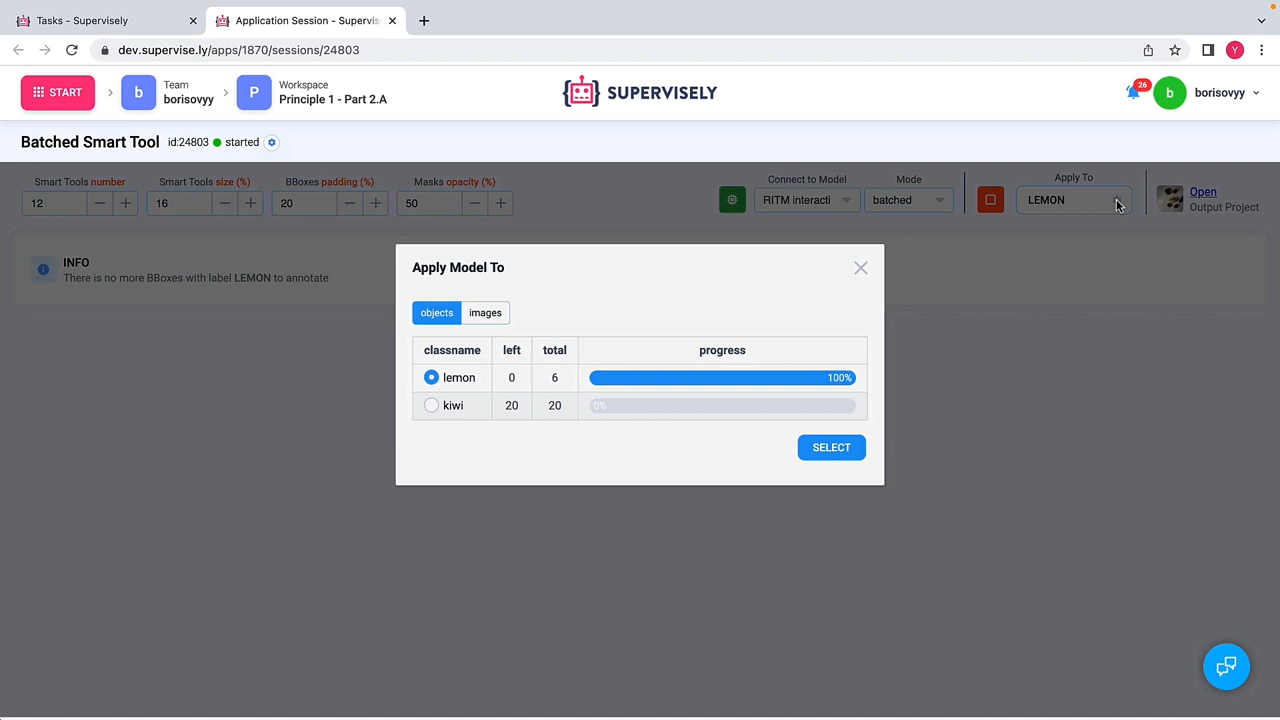 Tasks - Supervisely
Application Session - Supervis
dev.supervise.ly/apps/1870/sessions/24803
Y
START
b
Team
borisovyy
P
Workspace
Principle 1 - Part 2.A
SUPERVISELY
26
b
borisovyy
Batched Smart Tool id:24803 started
Smart Tools number
Smart Tools size (%)
BBoxes padding (%)
Masks opacity (%)
Connect to Model
Mode
Apply To
12
16
20
50
RITM interacti
batched
LEMON
Open
Output Project
INFO
There is no more BBoxes with label LEMON to annotate
Apply Model To
objects images
classname left total progress
lemon 0 6 100%
kiwi 20 20 0%
SELECT